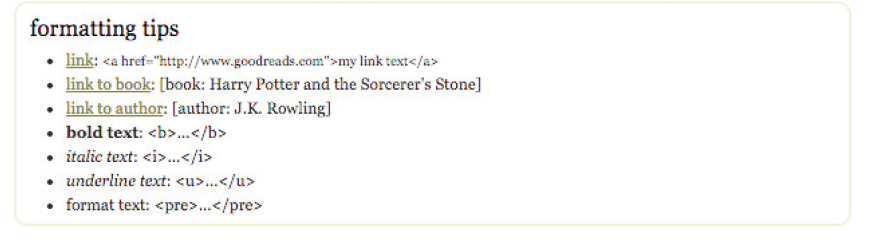 formatting tips
• link: <a href="http://www.goodreads.com">my link text</a>
• link to book: [book: Harry Potter and the Sorcerer's Stone]
• link to author: [author: J.K. Rowling]
• bold text: <b>...</b>
• italic text: <i>...</i>
• underline text: <u>...</u>
• format text: <pre>...</pre>